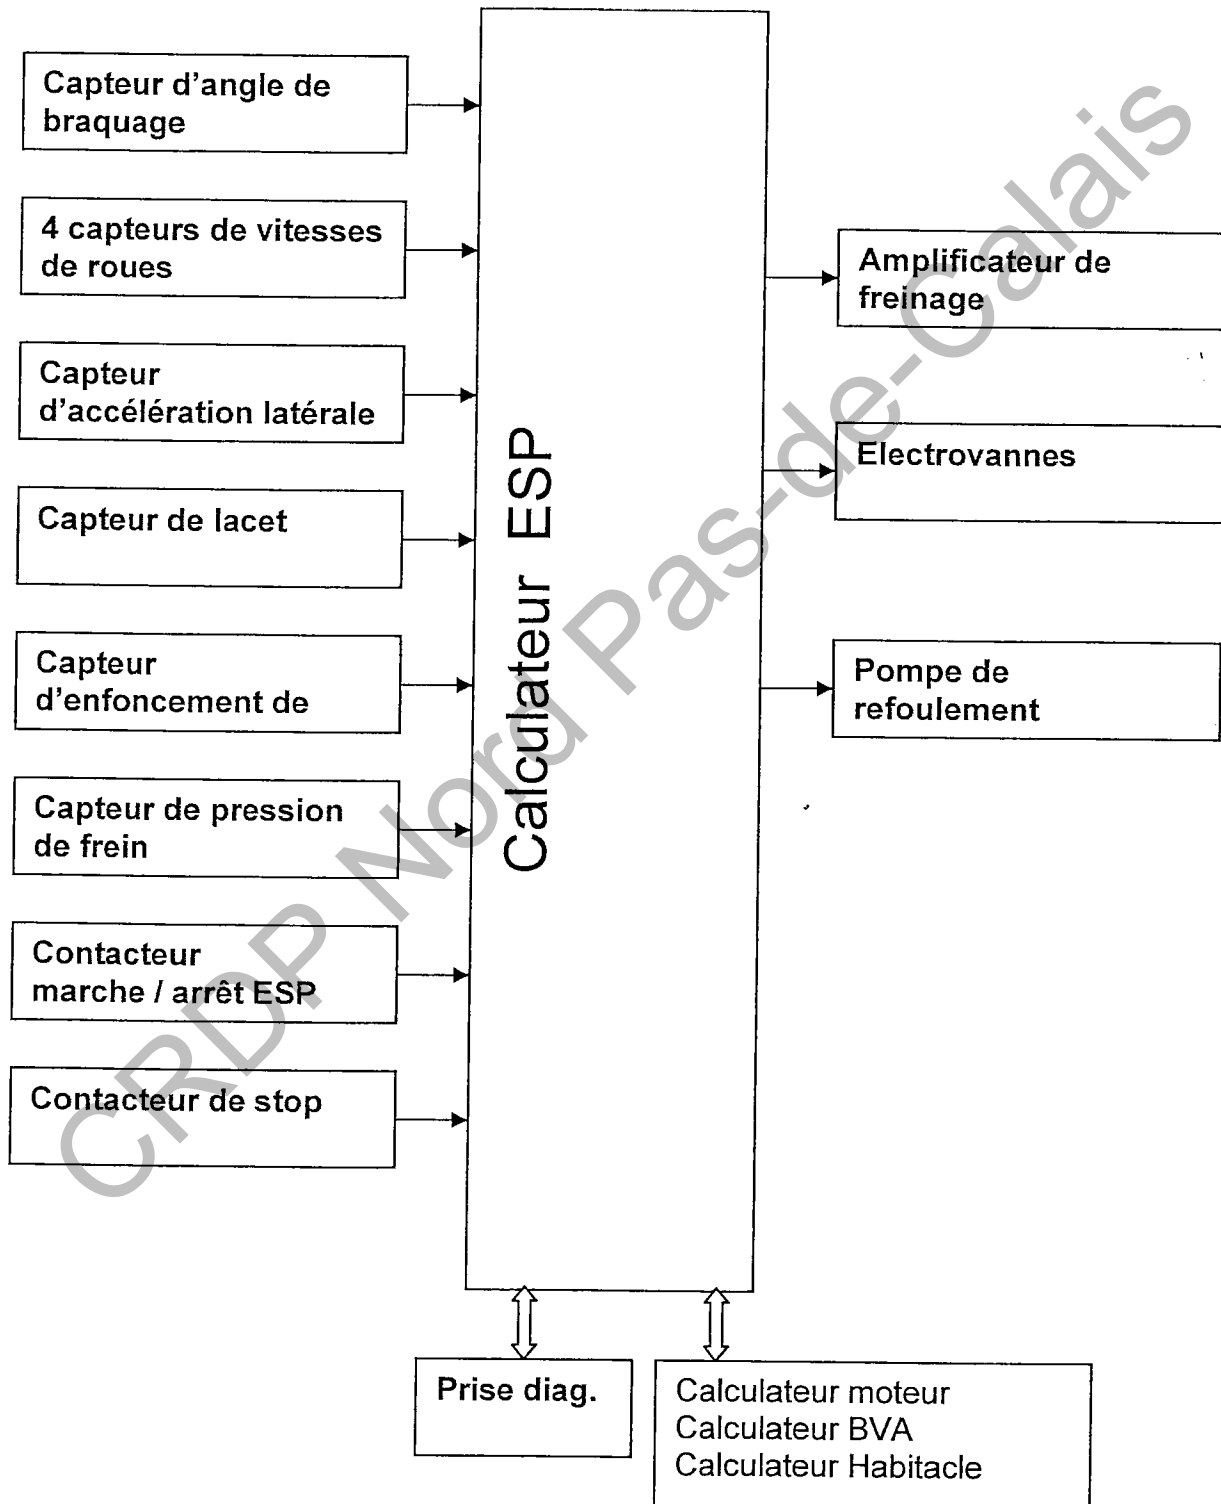 Capteur d'angle de
braquage
4 capteurs de vitesses
de roues
Capteur
d'accélération latérale
Capteur de lacet
Capteur
d'enfoncement de
Capteur de pression
de frein
Contacteur
marche / arrêt ESP
Contacteur de stop
Calculateur ESP
Amplificateur de
freinage
Electrovannes
Pompe de
refoulement
Prise diag.
Calculateur moteur
Calculateur BVA
Calculateur Habitacle
CRDP Nord Pas-de-Calais